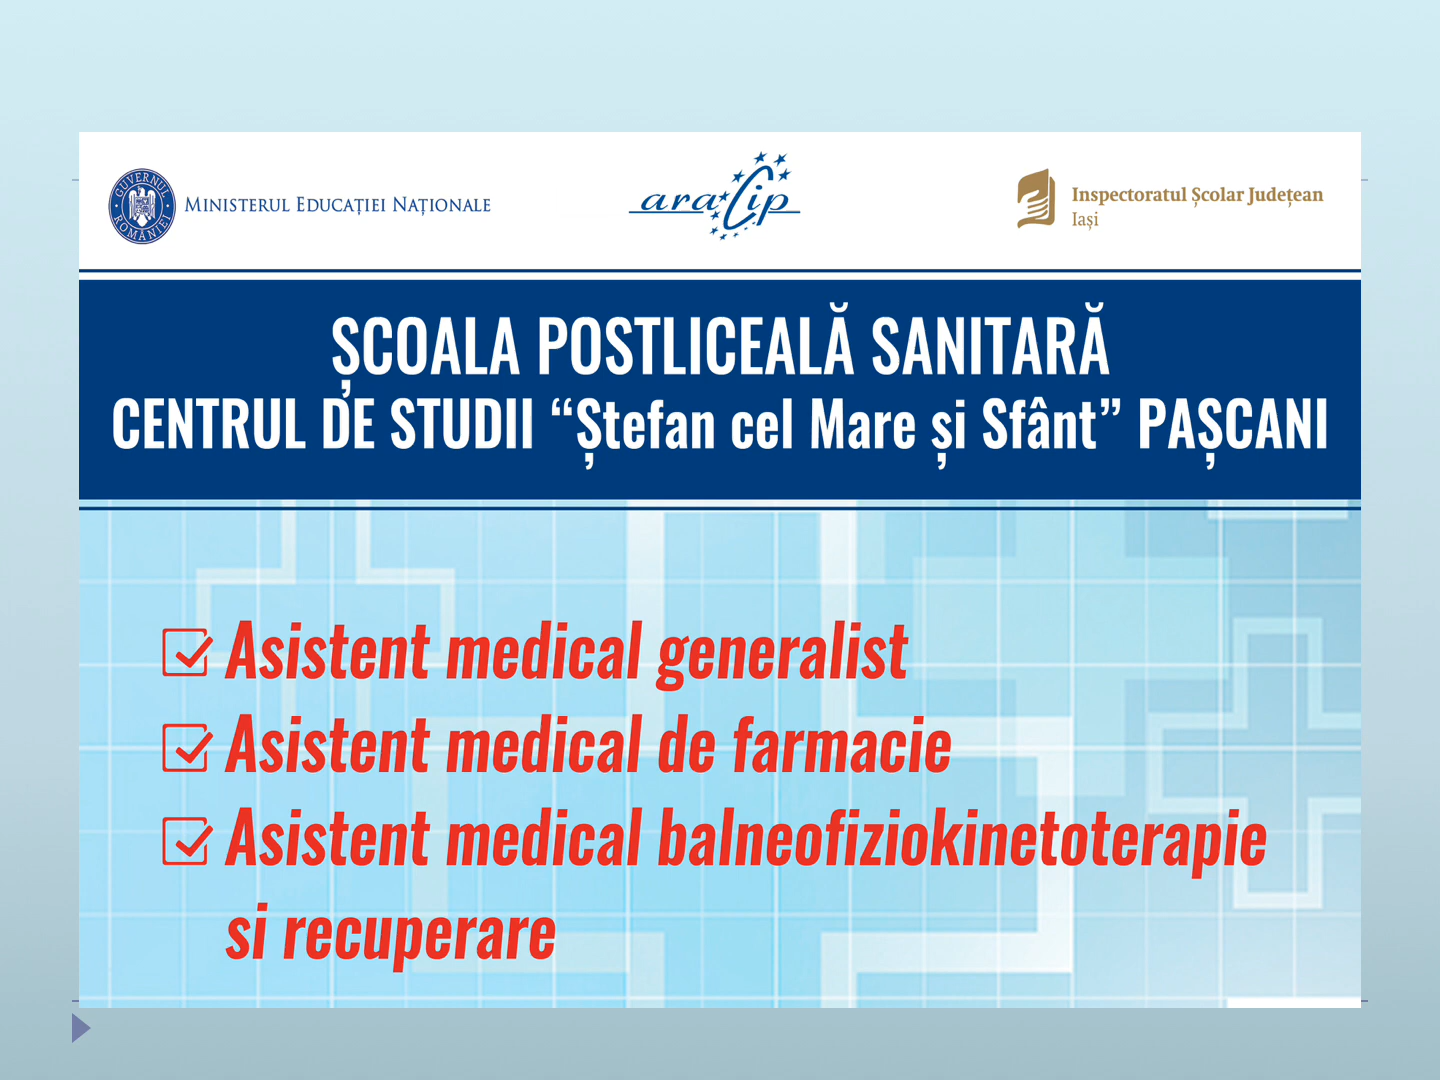 GUVERNUL ROMÂNIEI
MINISTERUL EDUCAȚIEI NAȚIONALE
aracip
Inspectoratul Școlar Județean
Iași
ȘCOALA POSTLICEALĂ SANITARĂ
CENTRUL DE STUDII “Ștefan cel Mare și Sfânt” PAȘCANI
Asistent medical generalist
Asistent medical de farmacie
Asistent medical balneofiziokinetoterapie
si recuperare